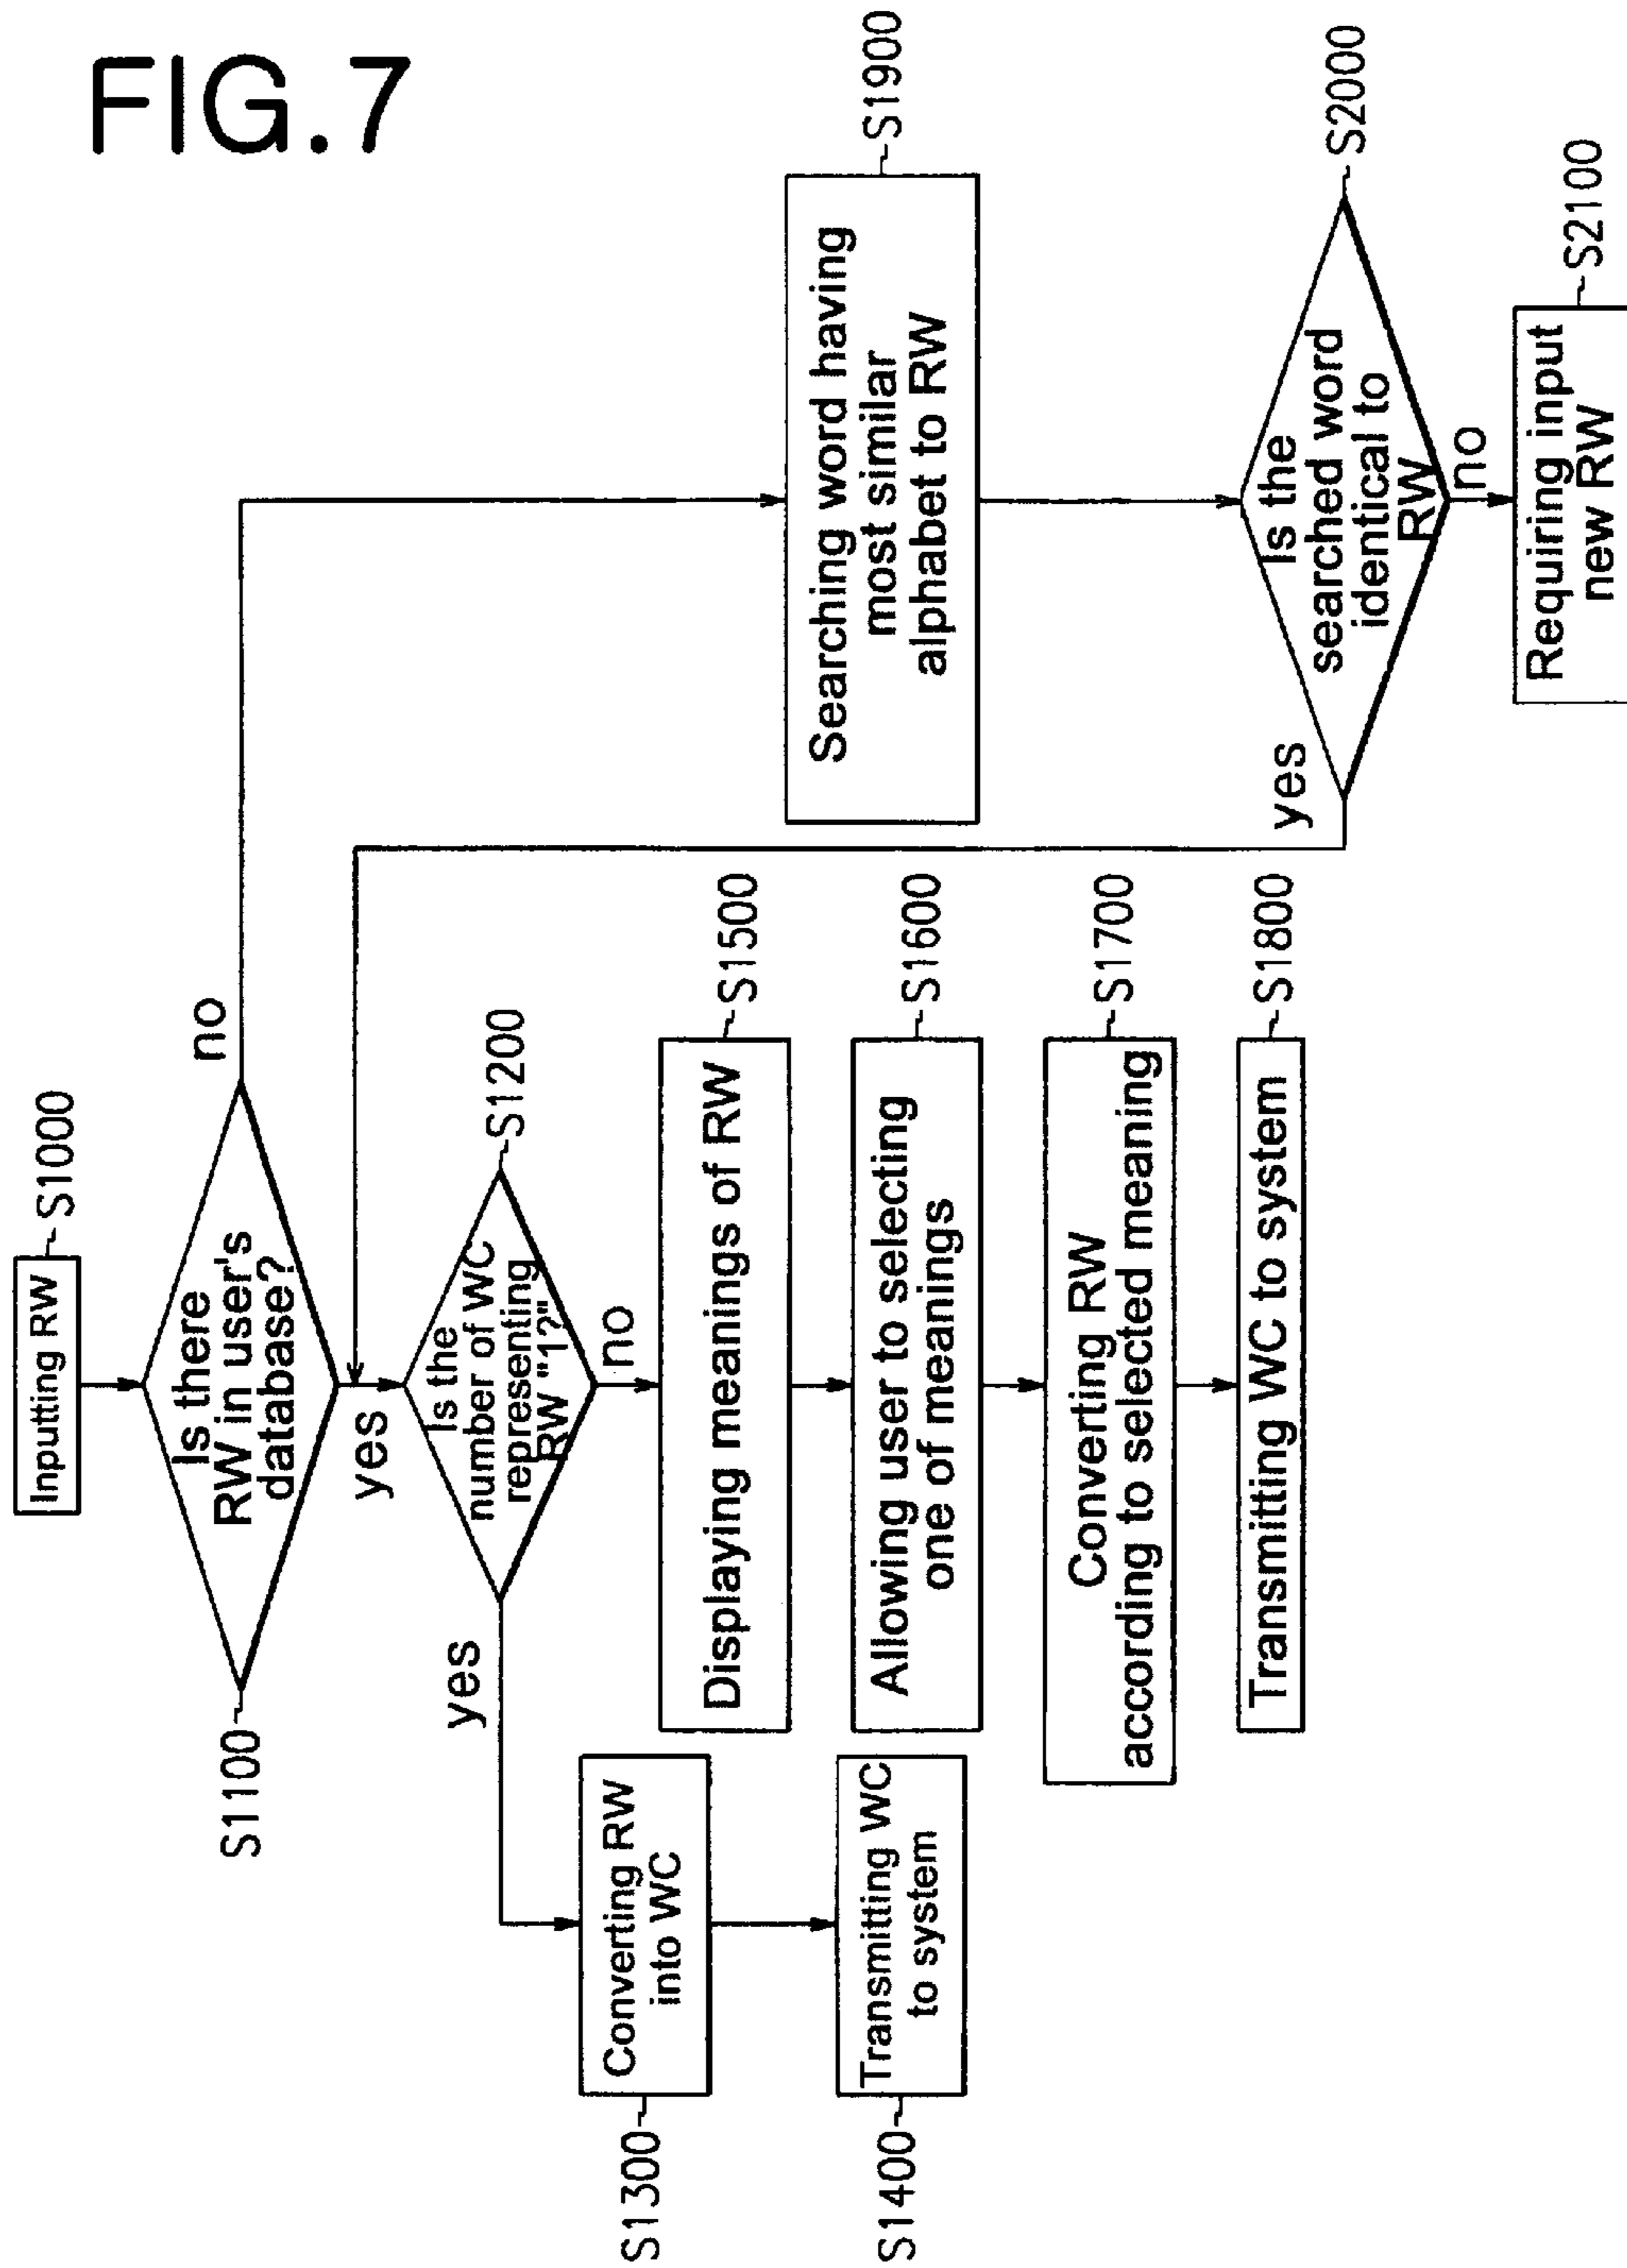 FIG.7
Inputting RW
S1000
Is there
RW in user's
database?
S1100
no
yes
Is the
number of WC
representing
RW "1?"
S1200
yes
no
Converting RW
into WC
S1300
Transmitting WC
to system
S1400
Displaying meanings of RW
S1500
Allowing user to selecting
one of meanings
S1600
Converting RW
according to selected meaning
S1700
Transmitting WC to system
S1800
Searching word having
most similar
alphabet to RW
S1900
Is the
searched word
identical to
RW
S2000
yes
no
Requiring input
new RW
S2100